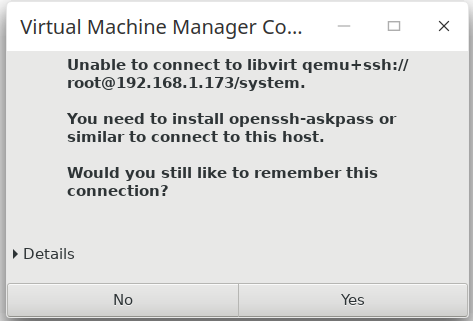 Virtual Machine Manager Co...
Unable to connect to libvirt qemu+ssh://
root@192.168.1.173/system.
You need to install openssh-askpass or
similar to connect to this host.
Would you still like to remember this
connection?
Details
No
Yes